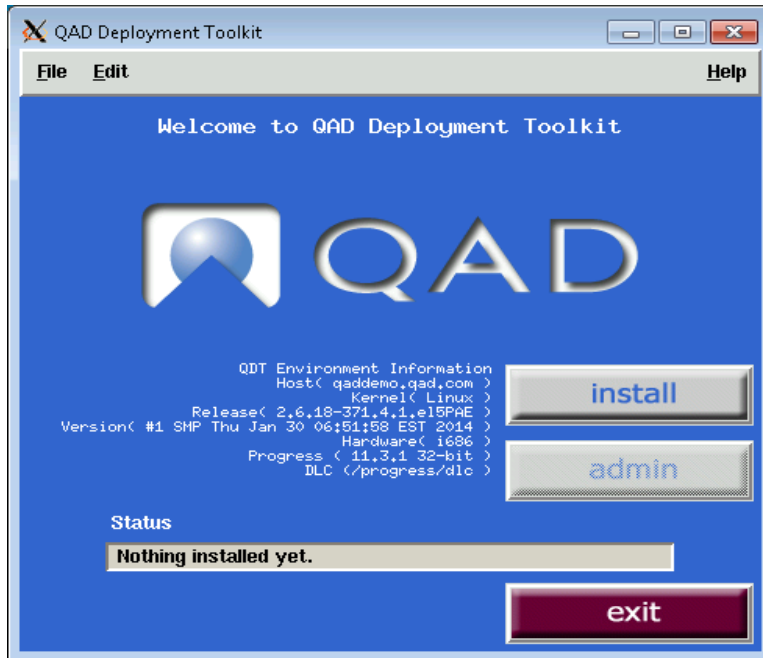 QAD Deployment Toolkit
File Edit Help
Welcome to QAD Deployment Toolkit
QAD
QDT Environment Information
Host( qaddemo.qad.com )
Kernel( Linux )
Release( 2.6.18-371.4.1.el5PAE )
Version( #1 SMP Thu Jan 30 06:51:58 EST 2014 )
Hardware( i686 )
Progress ( 11.3.1 32-bit )
DLC (/progress/dlc )
install
admin
Status
Nothing installed yet.
exit